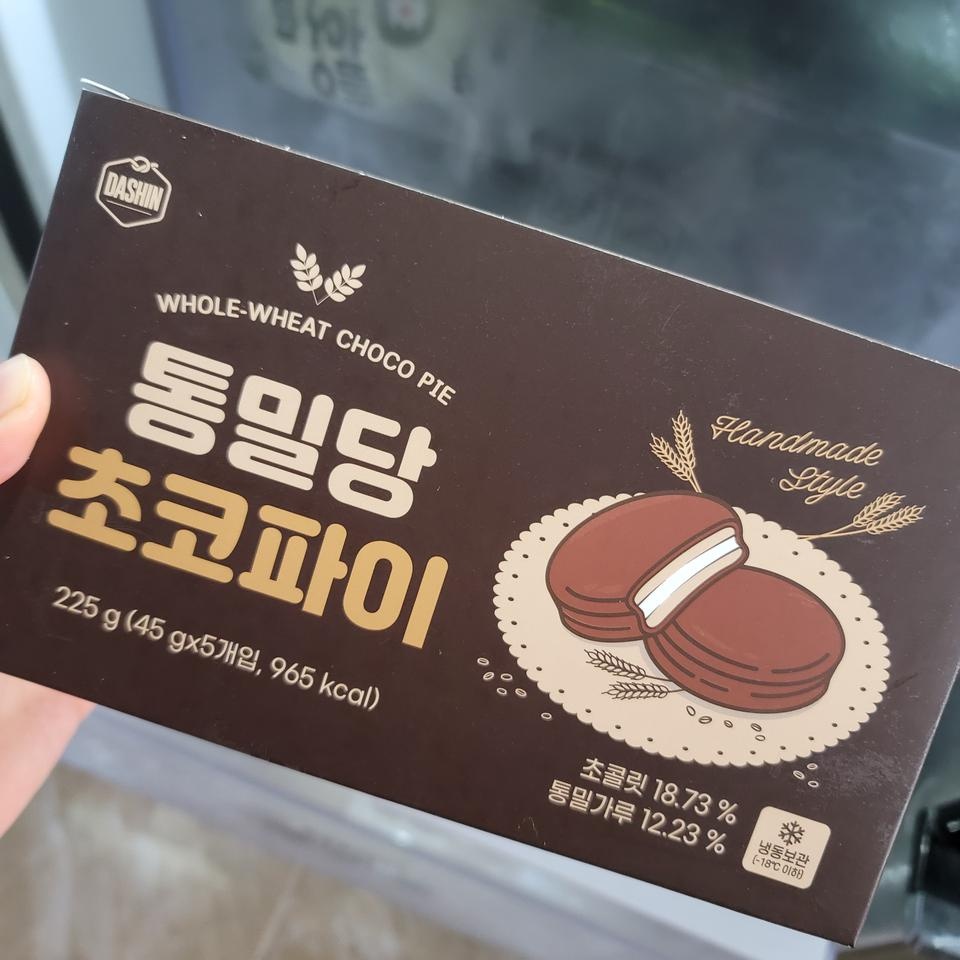 DASHIN
WHOLE-WHEAT CHOCO PIE
통밀당
초코파이
225 g (45 gx5개입, 965 kcal)
Handmade
Style
초콜릿 18.73 %
통밀가루 12.23 %
냉동보관
(-18℃ 이하)